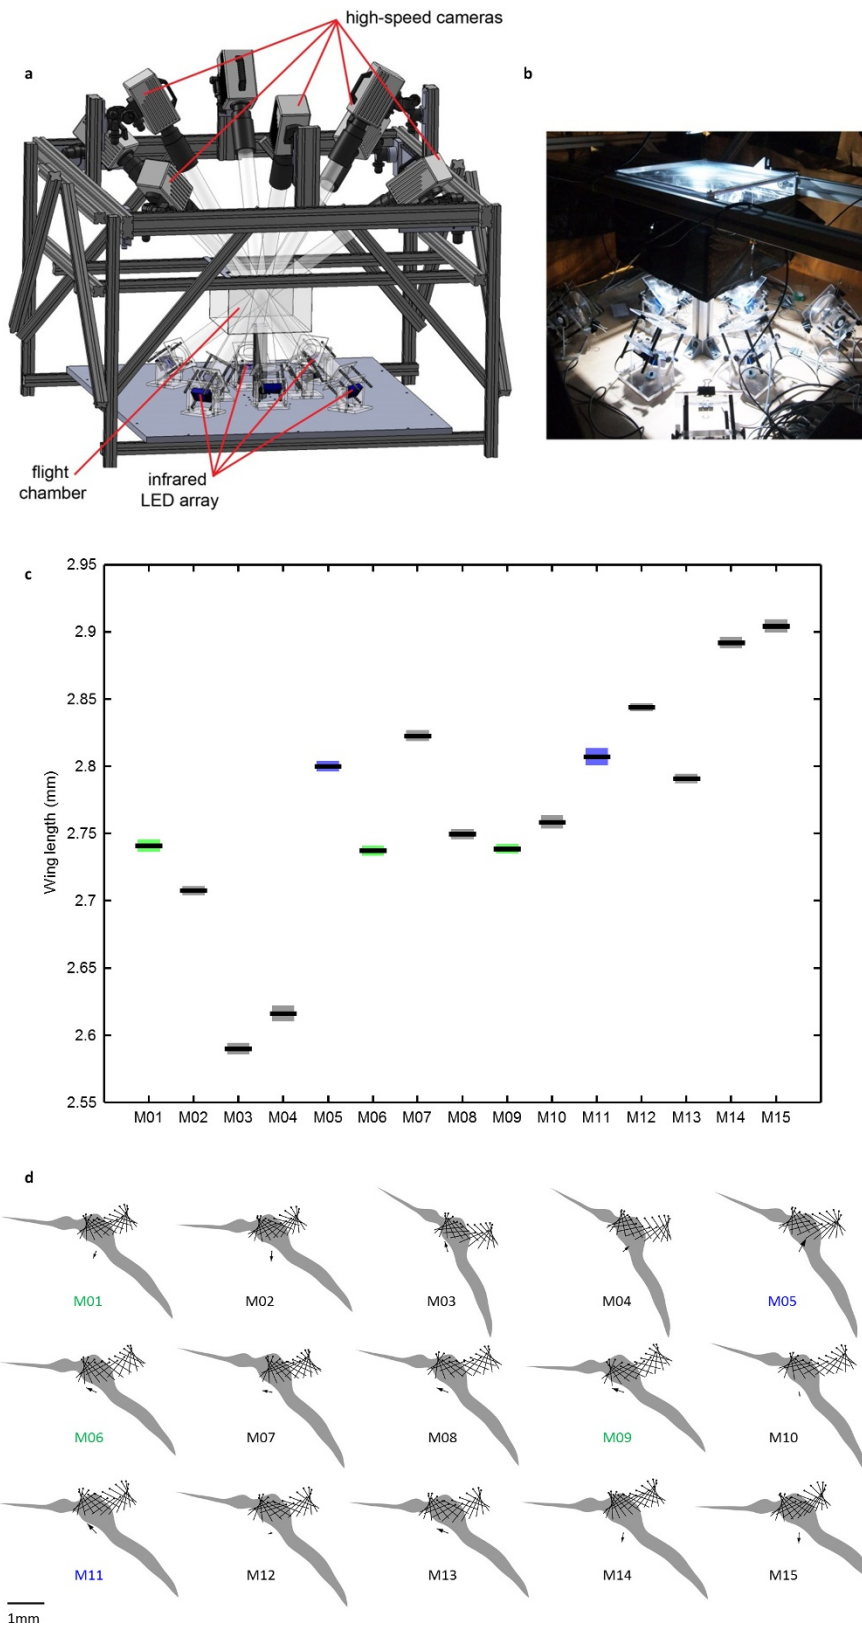 high-speed cameras
a
b
flight
chamber
infrared
LED array
c
2.95
2.9
2.85
2.8
2.75
2.7
2.65
2.6
2.55
Wing length (mm)
M01 M02 M03 M04 M05 M06 M07 M08 M09 M10 M11 M12 M13 M14 M15
d
M01 M02 M03 M04 M05
M06 M07 M08 M09 M10
M11 M12 M13 M14 M15
1mm